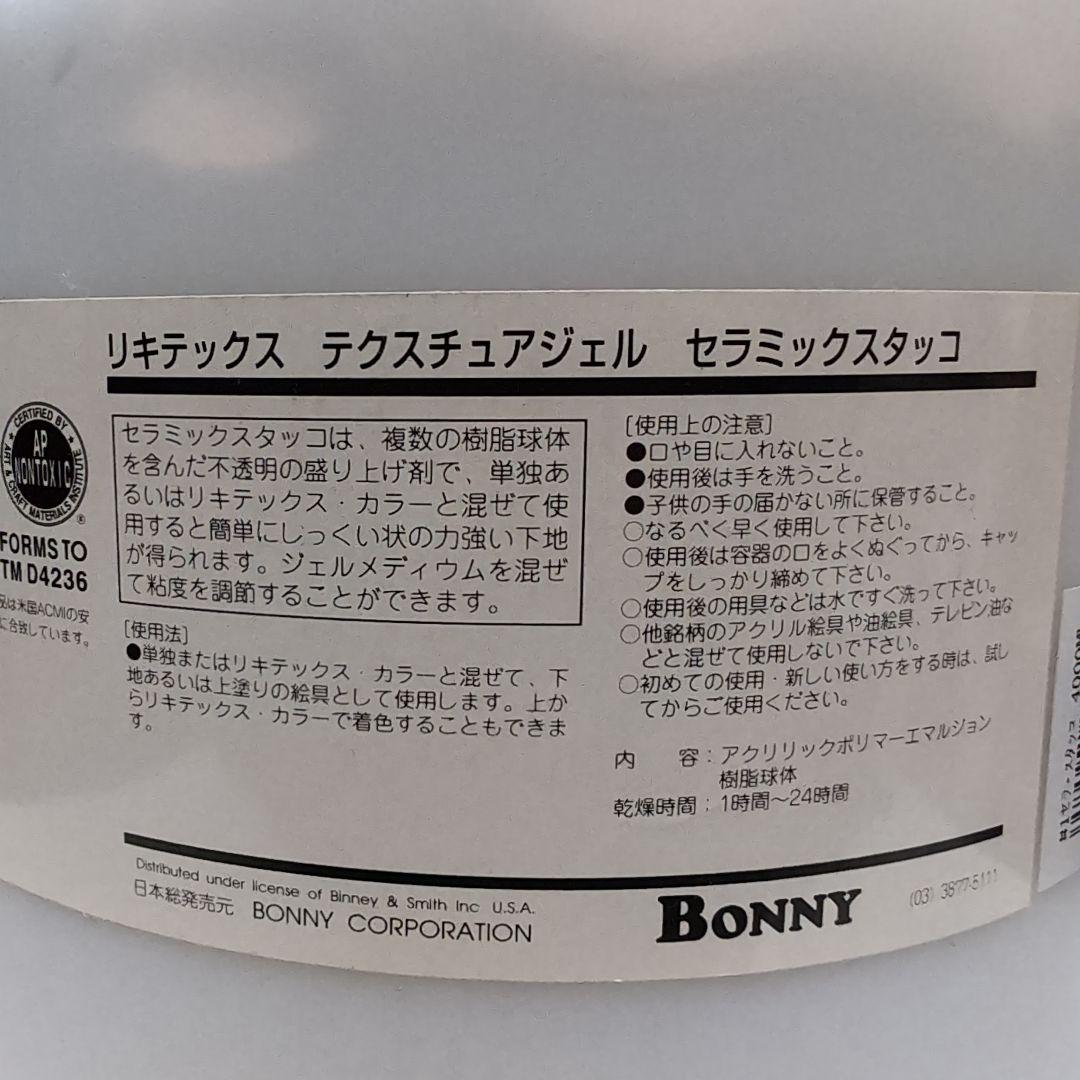 リキテックス テクスチュアジェル セラミックスタッコ
CERTIFIED BY
AP
NONTOXIC
ART & CRAFT MATERIALS INSTITUTE
®
FORMS TO
TM D4236
品は米国ACMIの安
に合致しています。
セラミックスタッコは、複数の樹脂球体
を含んだ不透明の盛り上げ剤で、単独あ
るいはリキテックス・カラーと混ぜて使
用すると簡単にしっくい状の力強い下地
が得られます。ジェルメディウムを混ぜ
て粘度を調節することができます。
[使用法]
●単独またはリキテックス・カラーと混ぜて、下
地あるいは上塗りの絵具として使用します。上か
らリキテックス・カラーで着色することもできま
す。
[使用上の注意]
●口や目に入れないこと。
●使用後は手を洗うこと。
●子供の手の届かない所に保管すること。
○なるべく早く使用して下さい。
○使用後は容器の口をよくぬぐってから、キャッ
プをしっかり締めて下さい。
○使用後の用具などは水ですぐ洗って下さい。
○他銘柄のアクリル絵具や油絵具、テレピン油な
どと混ぜて使用しないで下さい。
○初めての使用・新しい使い方をする時は、試し
てからご使用ください。
内 容:アクリリックポリマーエマルション
樹脂球体
乾燥時間:1時間〜24時間
Distributed under license of Binney & Smith Inc U.S.A.
日本総発売元 BONNY CORPORATION
BONNY
(03) 3877-5111